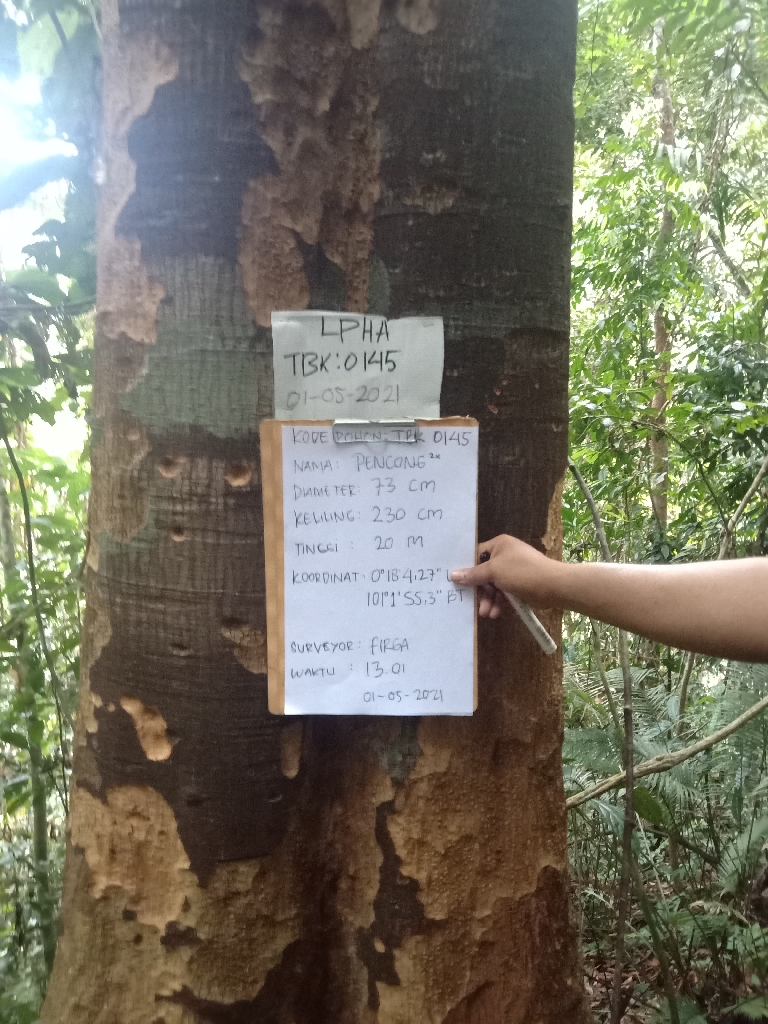 LPHA
TBK:0145
01-05-2021
KODE POHON: TBK 0145
NAMA: PENCONG 2x
DIAMETER: 73 CM
KELILING: 230 CM
TINGGI : 20 M
KOORDINAT: 0°18'4,27" L
101°1'55,3" BT
SURVEYOR: FIRGA
WAKTU : 13.01
01-05-2021